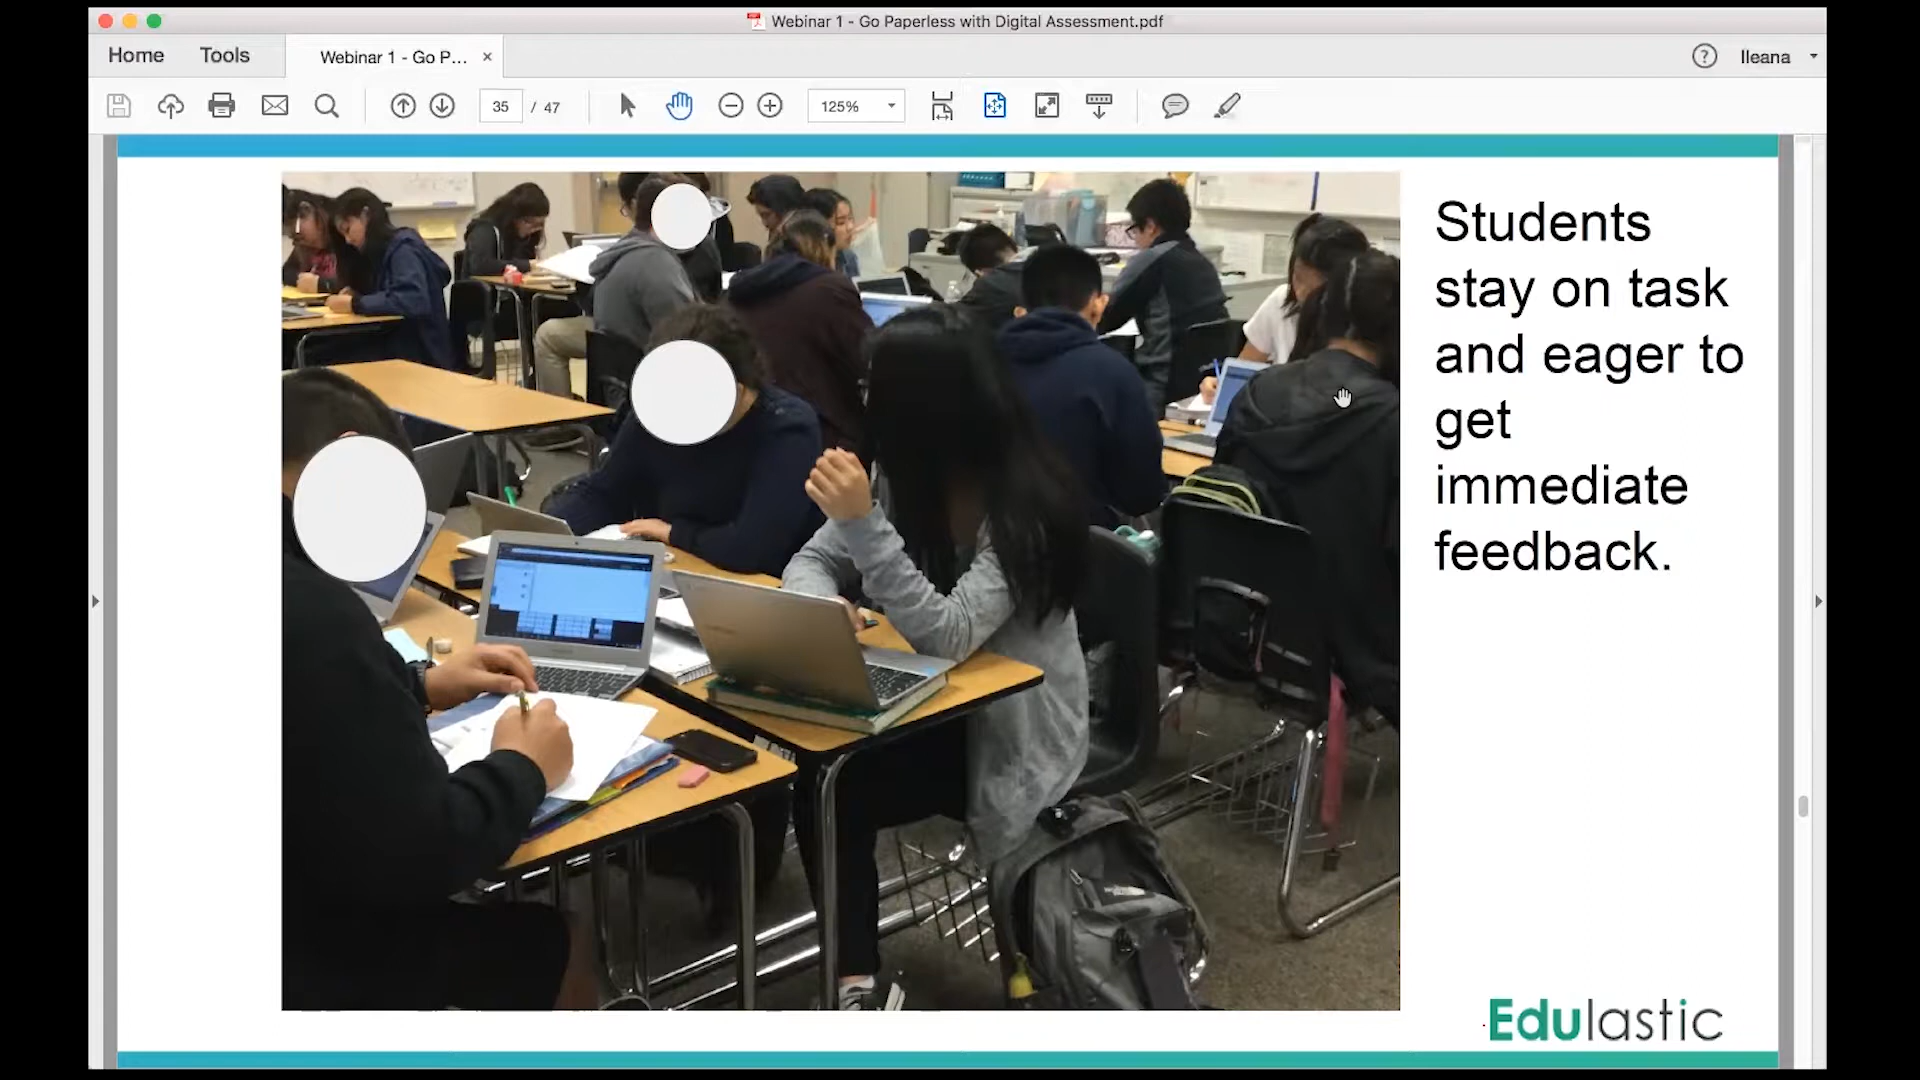 Webinar 1 - Go Paperless with Digital Assessment.pdf
Home Tools Webinar 1 - Go P... Ileana
35 / 47 125%
Students
stay on task
and eager to
get
immediate
feedback.
Edulastic